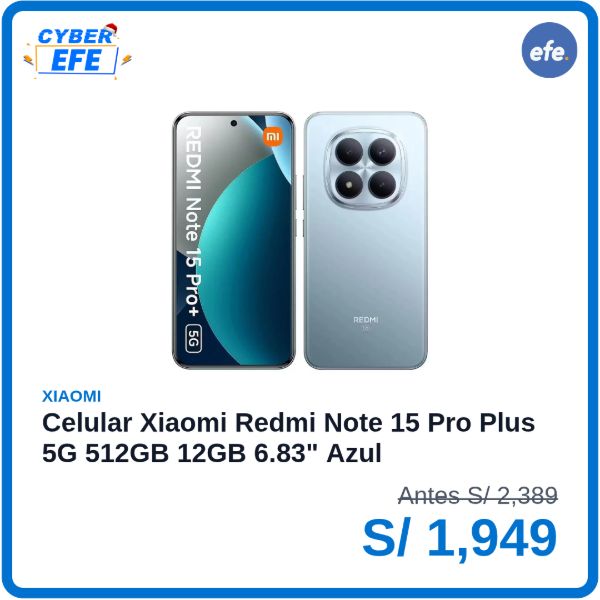 CYBER
EFE
efe.
REDMI Note 15 Pro+ 5G
mi
REDMI
XIAOMI
Celular Xiaomi Redmi Note 15 Pro Plus
5G 512GB 12GB 6.83" Azul
Antes S/ 2,389
S/ 1,949